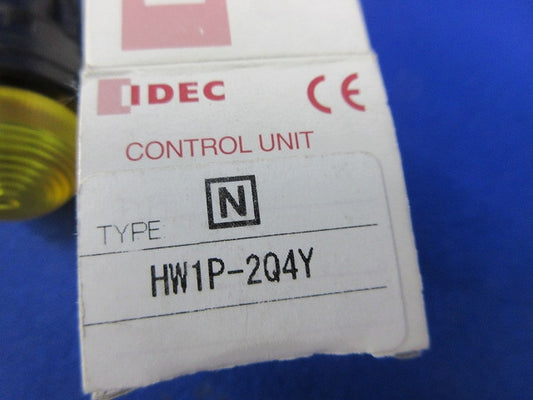 IDEC CE
CONTROL UNIT
N
TYPE
HW1P-2Q4Y